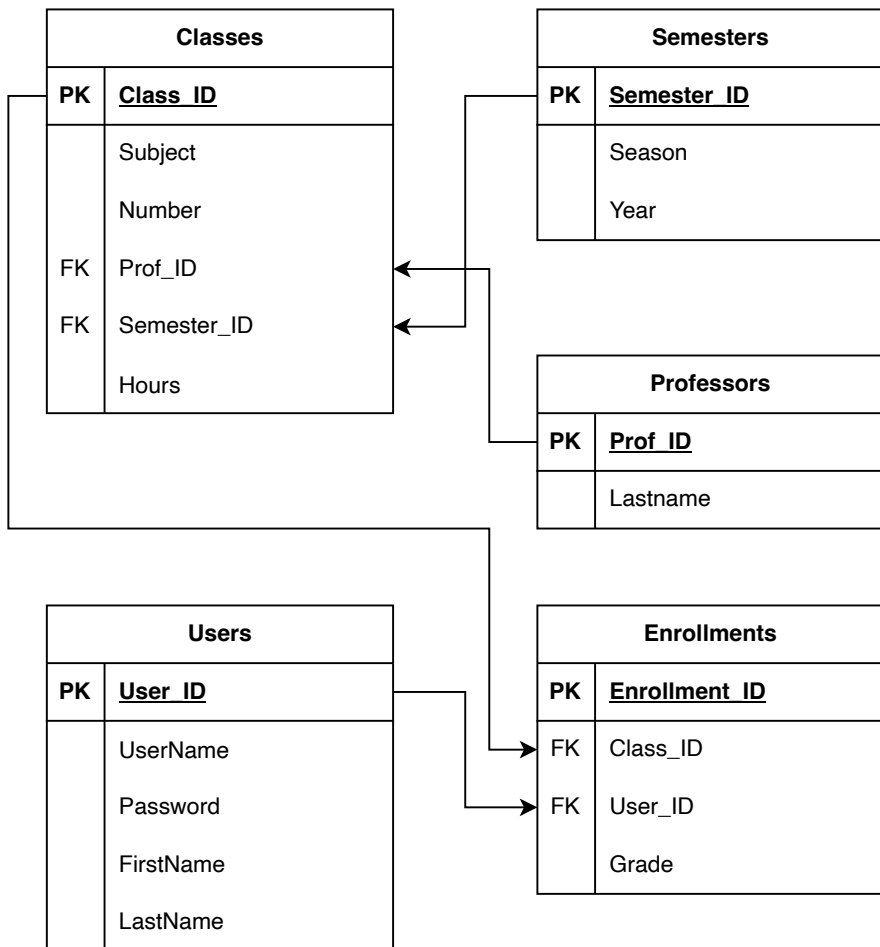 Classes
PK Class_ID
Subject
Number
FK Prof_ID
FK Semester_ID
Hours
Semesters
PK Semester_ID
Season
Year
Professors
PK Prof_ID
Lastname
Users
PK User_ID
UserName
Password
FirstName
LastName
Enrollments
PK Enrollment_ID
FK Class_ID
FK User_ID
Grade